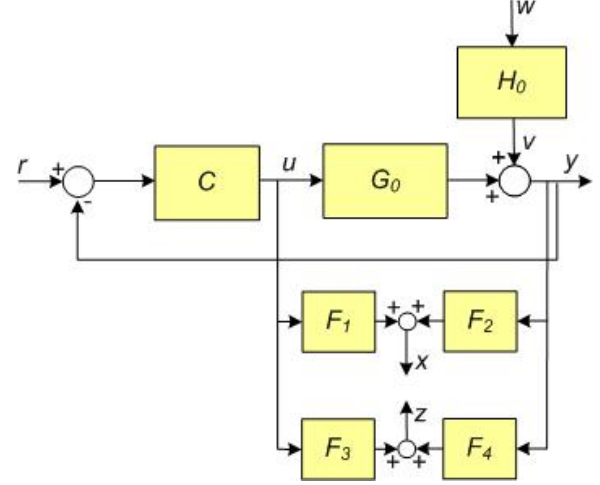 w
H₀
v
r
+
-
C
u
G₀
+
+
y
F₁
+
+
F₂
x
z
F₃
+
+
F₄